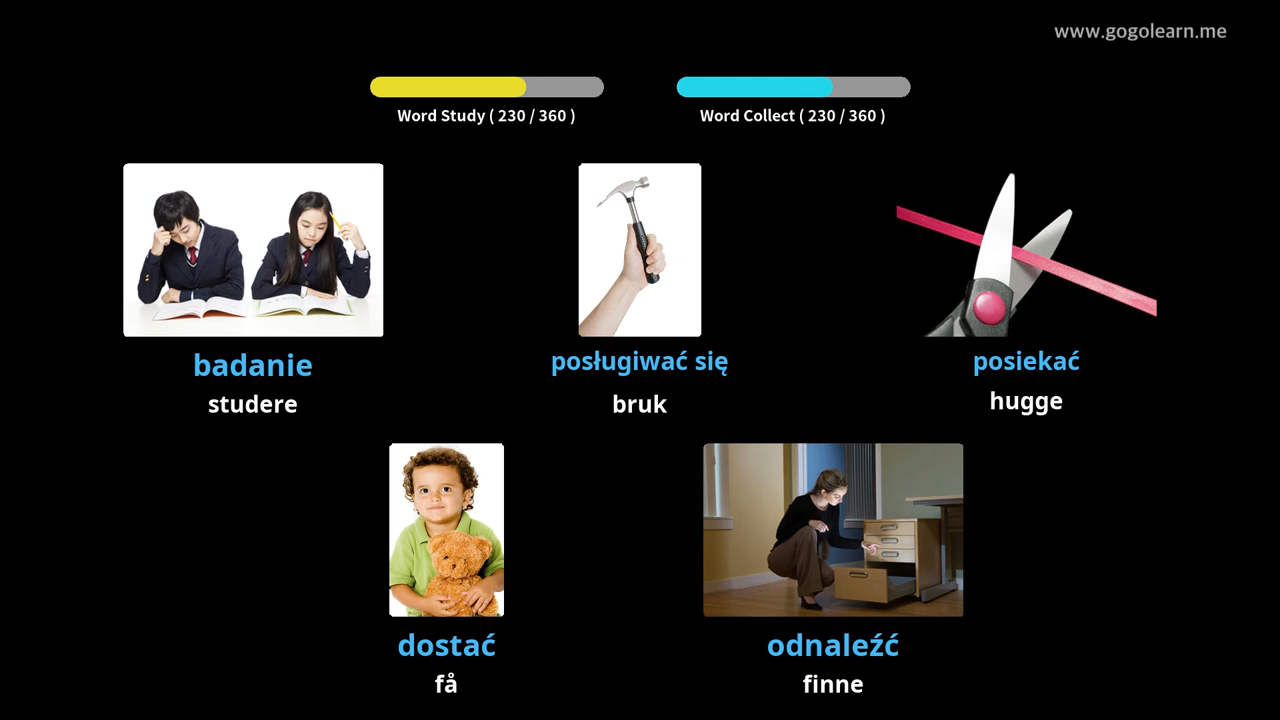 www.gogolearn.me
Word Study ( 230 / 360 )
Word Collect ( 230 / 360 )
badanie
studere
posługiwać się
bruk
posiekać
hugge
dostać
få
odnaleźć
finne